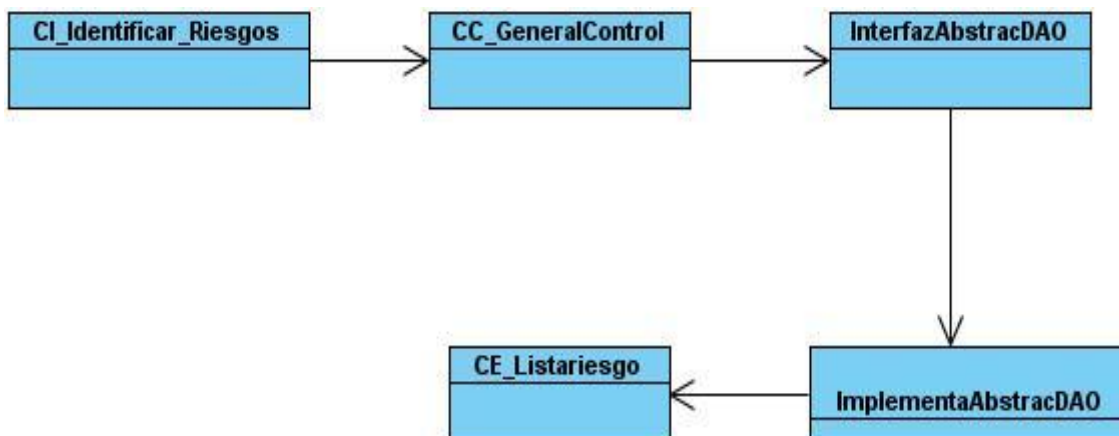 CI_Identificar_Riesgos
CC_GeneralControl
InterfazAbstracDAO
CE_Listariesgo
ImplementaAbstracDAO